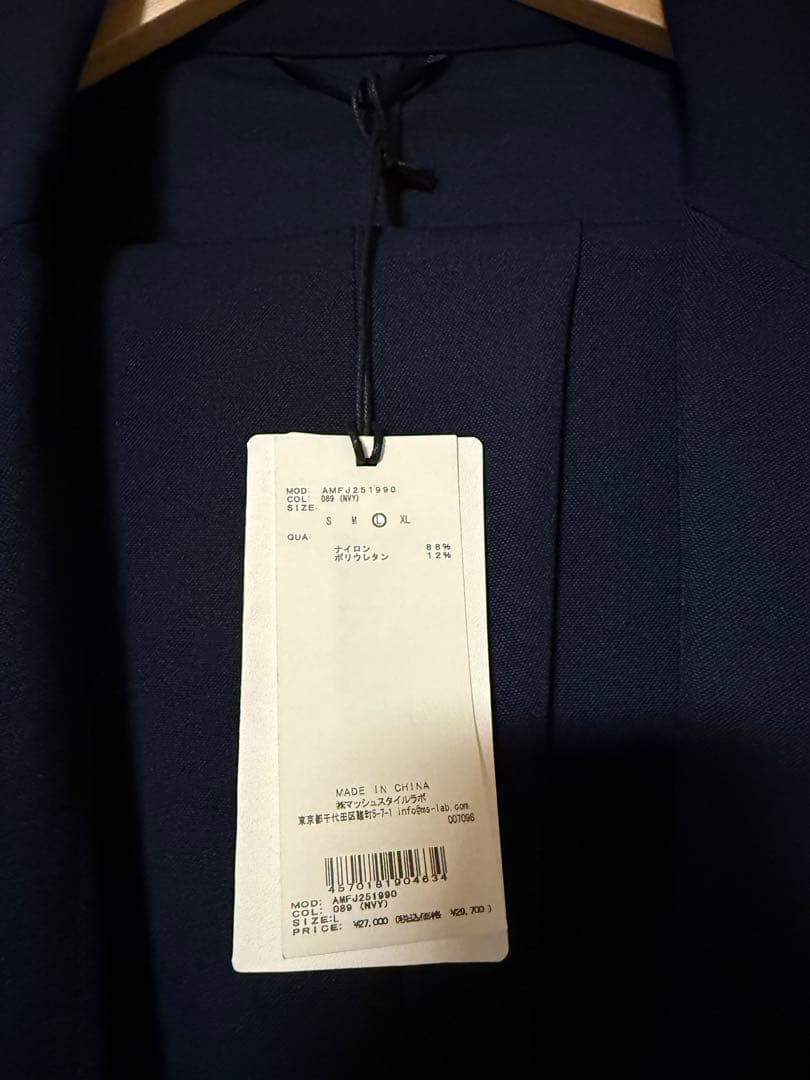 MOD: AMFJ251990
COL: 089 (NVY)
SIZE:
S M L XL
QUA:
ナイロン 88%
ポリウレタン 12%
MADE IN CHINA
㈱マッシュスタイルラボ
東京都千代田区麹町5-7-1 info@ms-lab.com
007096
4570181904634
MOD: AMFJ251990
COL: 089 (NVY)
SIZE:L
PRICE: ¥27,000 (税込価格 ¥29,700)